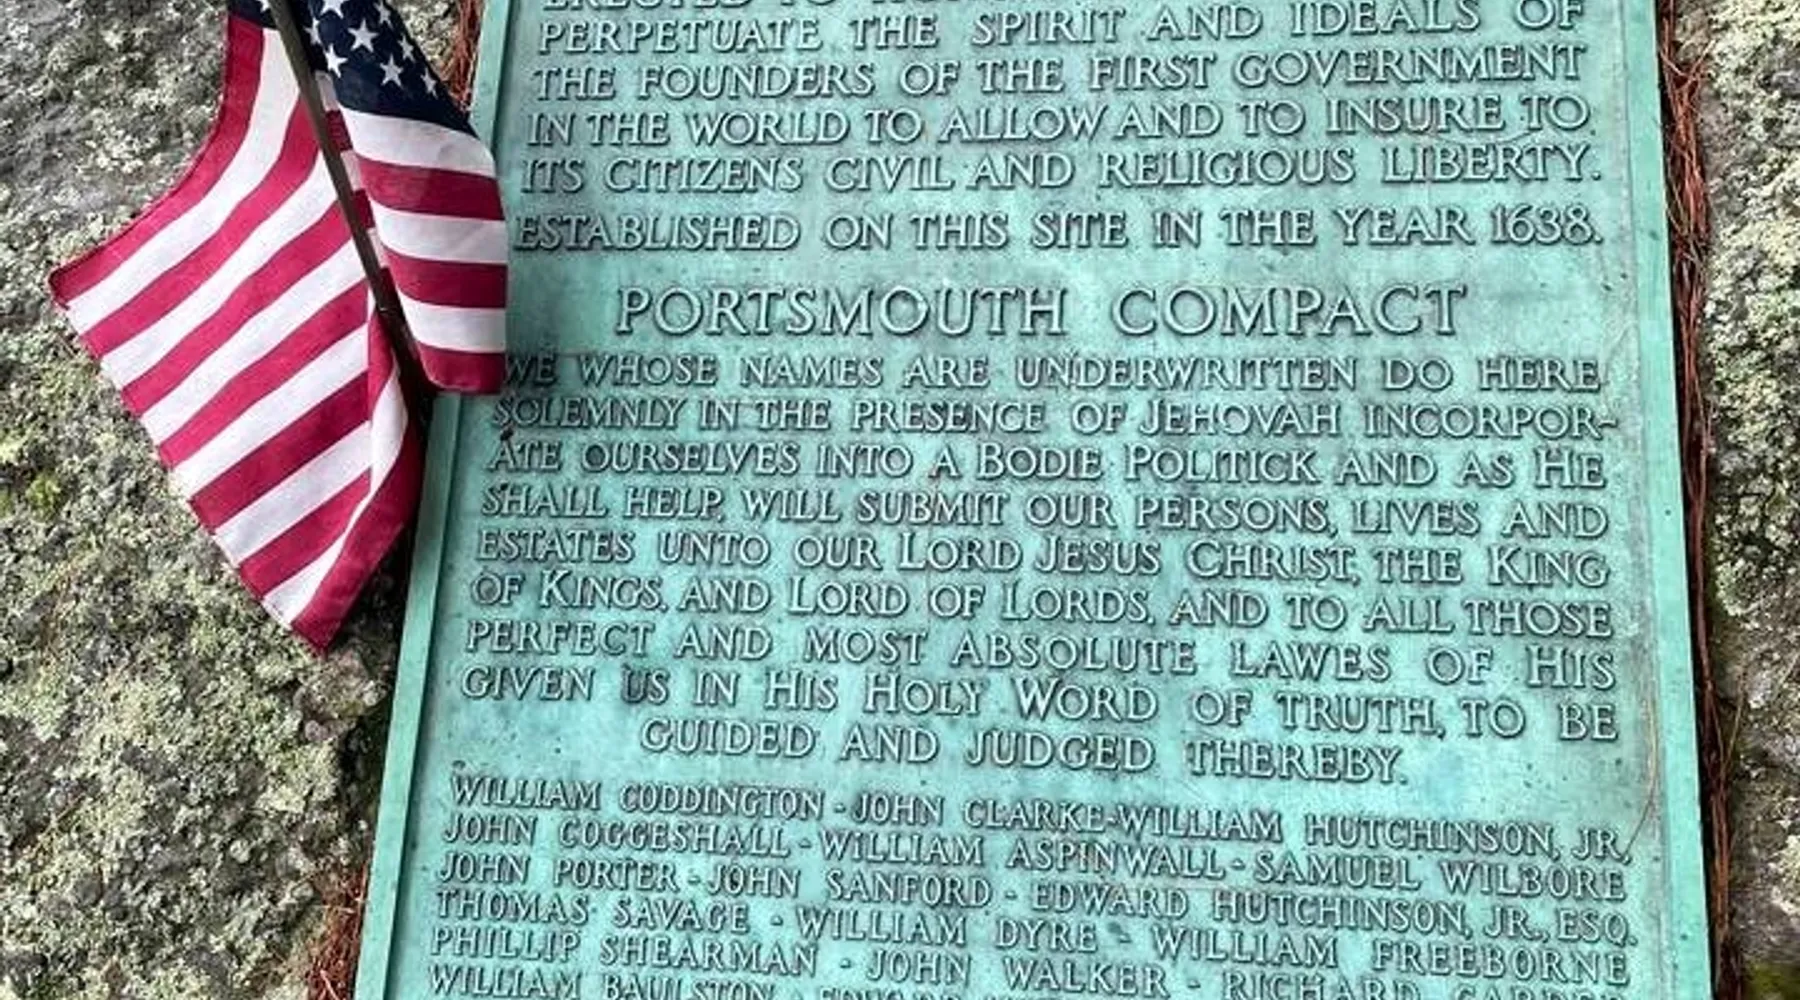 ERECTED TO
PERPETUATE THE SPIRIT AND IDEALS OF
THE FOUNDERS OF THE FIRST GOVERNMENT
IN THE WORLD TO ALLOW AND TO INSURE TO
ITS CITIZENS CIVIL AND RELIGIOUS LIBERTY.
ESTABLISHED ON THIS SITE IN THE YEAR 1638.
PORTSMOUTH COMPACT
WE WHOSE NAMES ARE UNDERWRITTEN DO HERE
SOLEMNLY IN THE PRESENCE OF JEHOVAH INCORPOR-
ATE OURSELVES INTO A BODIE POLITICK AND AS HE
SHALL HELP, WILL SUBMIT OUR PERSONS, LIVES AND
ESTATES UNTO OUR LORD JESUS CHRIST, THE KING
OF KINGS, AND LORD OF LORDS, AND TO ALL THOSE
PERFECT AND MOST ABSOLUTE LAWES OF HIS
GIVEN US IN HIS HOLY WORD OF TRUTH, TO BE
GUIDED AND JUDGED THEREBY.
WILLIAM CODDINGTON - JOHN CLARKE - WILLIAM HUTCHINSON, JR,
JOHN COGGESHALL - WILLIAM ASPINWALL - SAMUEL WILBORE
JOHN PORTER - JOHN SANFORD - EDWARD HUTCHINSON, JR., ESQ.
THOMAS SAVAGE - WILLIAM DYRE - WILLIAM FREEBORNE
PHILLIP SHEARMAN - JOHN WALKER - RICHARD CARDER
WILLIAM BAULSTON - EDWARD